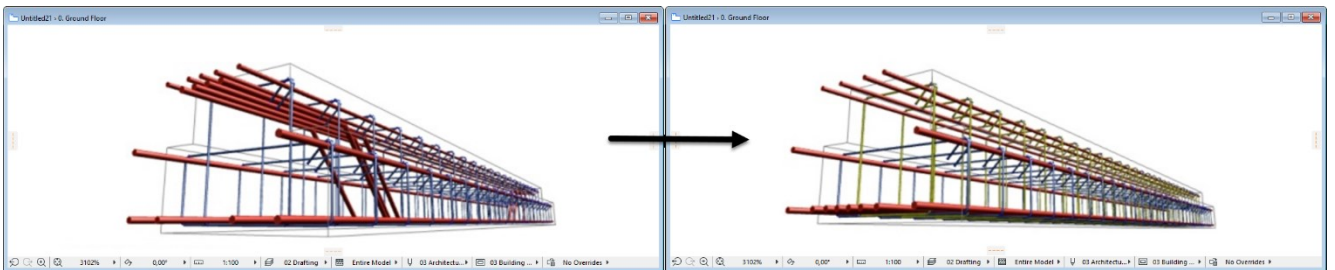 Untitled21 › 0. Ground Floor
3102% 0,00° 1:100 02 Drafting Entire Model 03 Architectu... 03 Building ... No Overrides
Untitled21 › 0. Ground Floor
3102% 0,00° 1:100 02 Drafting Entire Model 03 Architectu... 03 Building ... No Overrides